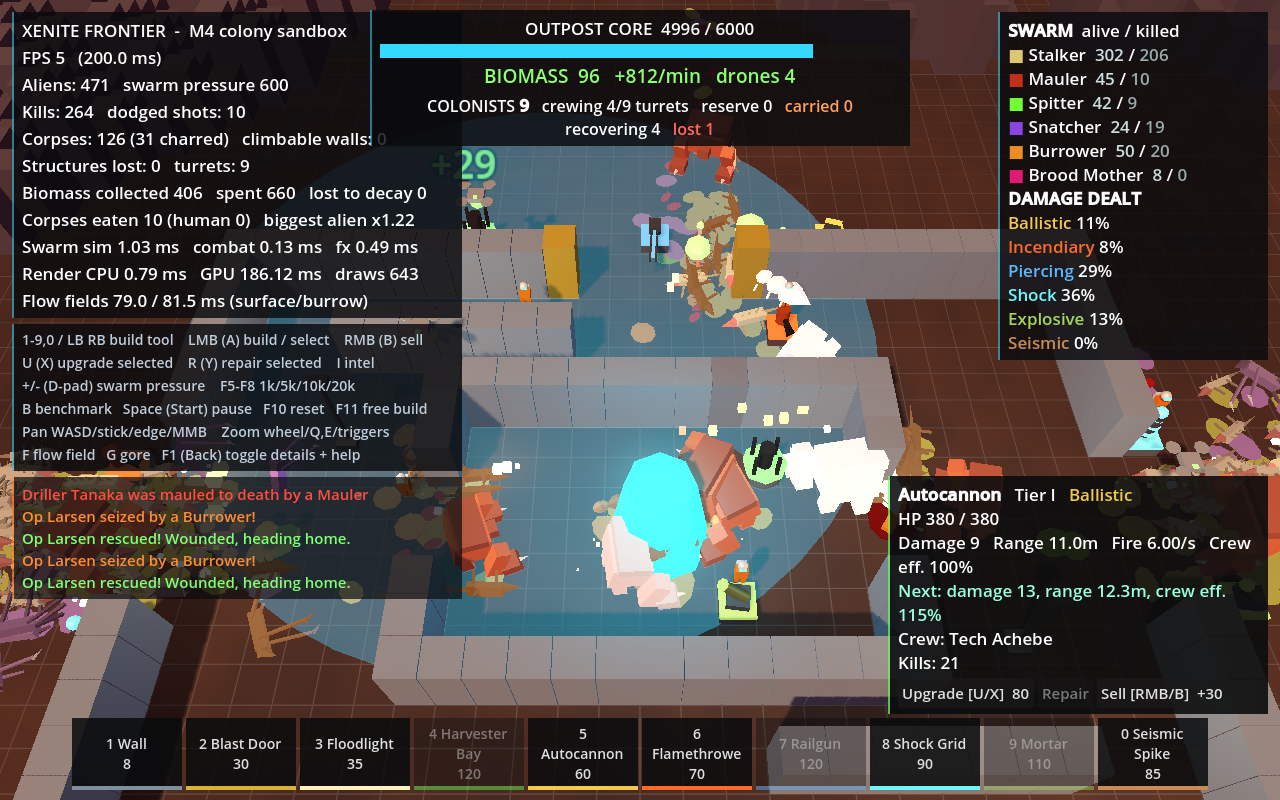 XENITE FRONTIER - M4 colony sandbox
FPS 5 (200.0 ms)
Aliens: 471 swarm pressure 600
Kills: 264 dodged shots: 10
Corpses: 126 (31 charred) climbable walls: 0
Structures lost: 0 turrets: 9
Biomass collected 406 spent 660 lost to decay 0
Corpses eaten 10 (human 0) biggest alien x1.22
Swarm sim 1.03 ms combat 0.13 ms fx 0.49 ms
Render CPU 0.79 ms GPU 186.12 ms draws 643
Flow fields 79.0 / 81.5 ms (surface/burrow)
1-9,0 / LB RB build tool LMB (A) build / select RMB (B) sell
U (X) upgrade selected R (Y) repair selected I intel
+/- (D-pad) swarm pressure F5-F8 1k/5k/10k/20k
B benchmark Space (Start) pause F10 reset F11 free build
Pan WASD/stick/edge/MMB Zoom wheel/Q,E/triggers
F flow field G gore F1 (Back) toggle details + help
Driller Tanaka was mauled to death by a Mauler
Op Larsen seized by a Burrower!
Op Larsen rescued! Wounded, heading home.
Op Larsen seized by a Burrower!
Op Larsen rescued! Wounded, heading home.
OUTPOST CORE 4996 / 6000
BIOMASS 96 +812/min drones 4
COLONISTS 9 crewing 4/9 turrets reserve 0 carried 0
recovering 4 lost 1
+29
SWARM alive / killed
Stalker 302 / 206
Mauler 45 / 10
Spitter 42 / 9
Snatcher 24 / 19
Burrower 50 / 20
Brood Mother 8 / 0
DAMAGE DEALT
Ballistic 11%
Incendiary 8%
Piercing 29%
Shock 36%
Explosive 13%
Seismic 0%
Autocannon Tier I Ballistic
HP 380 / 380
Damage 9 Range 11.0m Fire 6.00/s Crew
eff. 100%
Next: damage 13, range 12.3m, crew eff.
115%
Crew: Tech Achebe
Kills: 21
Upgrade [U/X] 80 Repair Sell [RMB/B] +30
1 Wall
8
2 Blast Door
30
3 Floodlight
35
4 Harvester
Bay
120
5
Autocannon
60
6
Flamethrowe
70
7 Railgun
120
8 Shock Grid
90
9 Mortar
110
0 Seismic
Spike
85